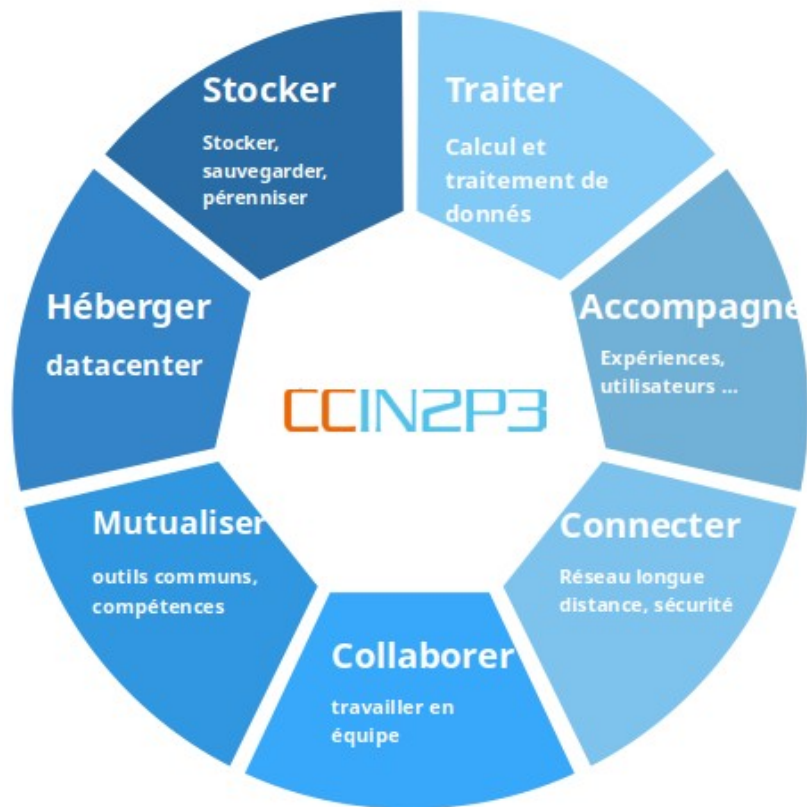 Stocker
Stocker,
sauvegarder,
pérenniser
Traiter
Calcul et
traitement de
donnés
Accompagne
Expériences,
utilisateurs ...
Connecter
Réseau longue
distance, sécurité
Collaborer
travailler en
équipe
Mutualiser
outils communs,
compétences
Héberger
datacenter
CCIN2P3